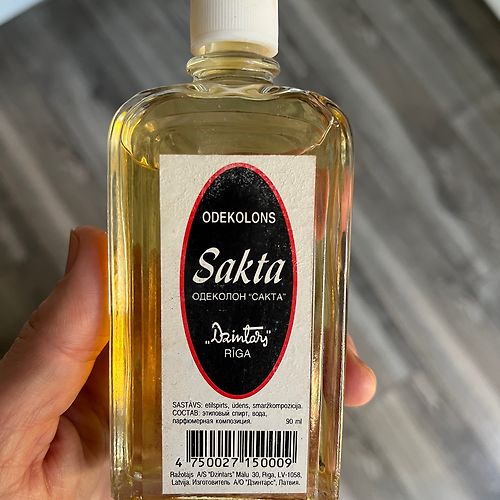 ODEKOLONS
Sakta
ОДЕКОЛОН "САКТА"
„Dzintars"
RĪGA
SASTĀVS: etilspirts, ūdens, smaržkompozīcija.
СОСТАВ: этиловый спирт, вода,
парфюмерная композиция. 90 ml
4 750027 150009
Ražotājs A/S "Dzintars" Mālu 30, Rīga, LV-1058,
Latvija. Изготовитель А/О "Дзинтарс", Латвия.